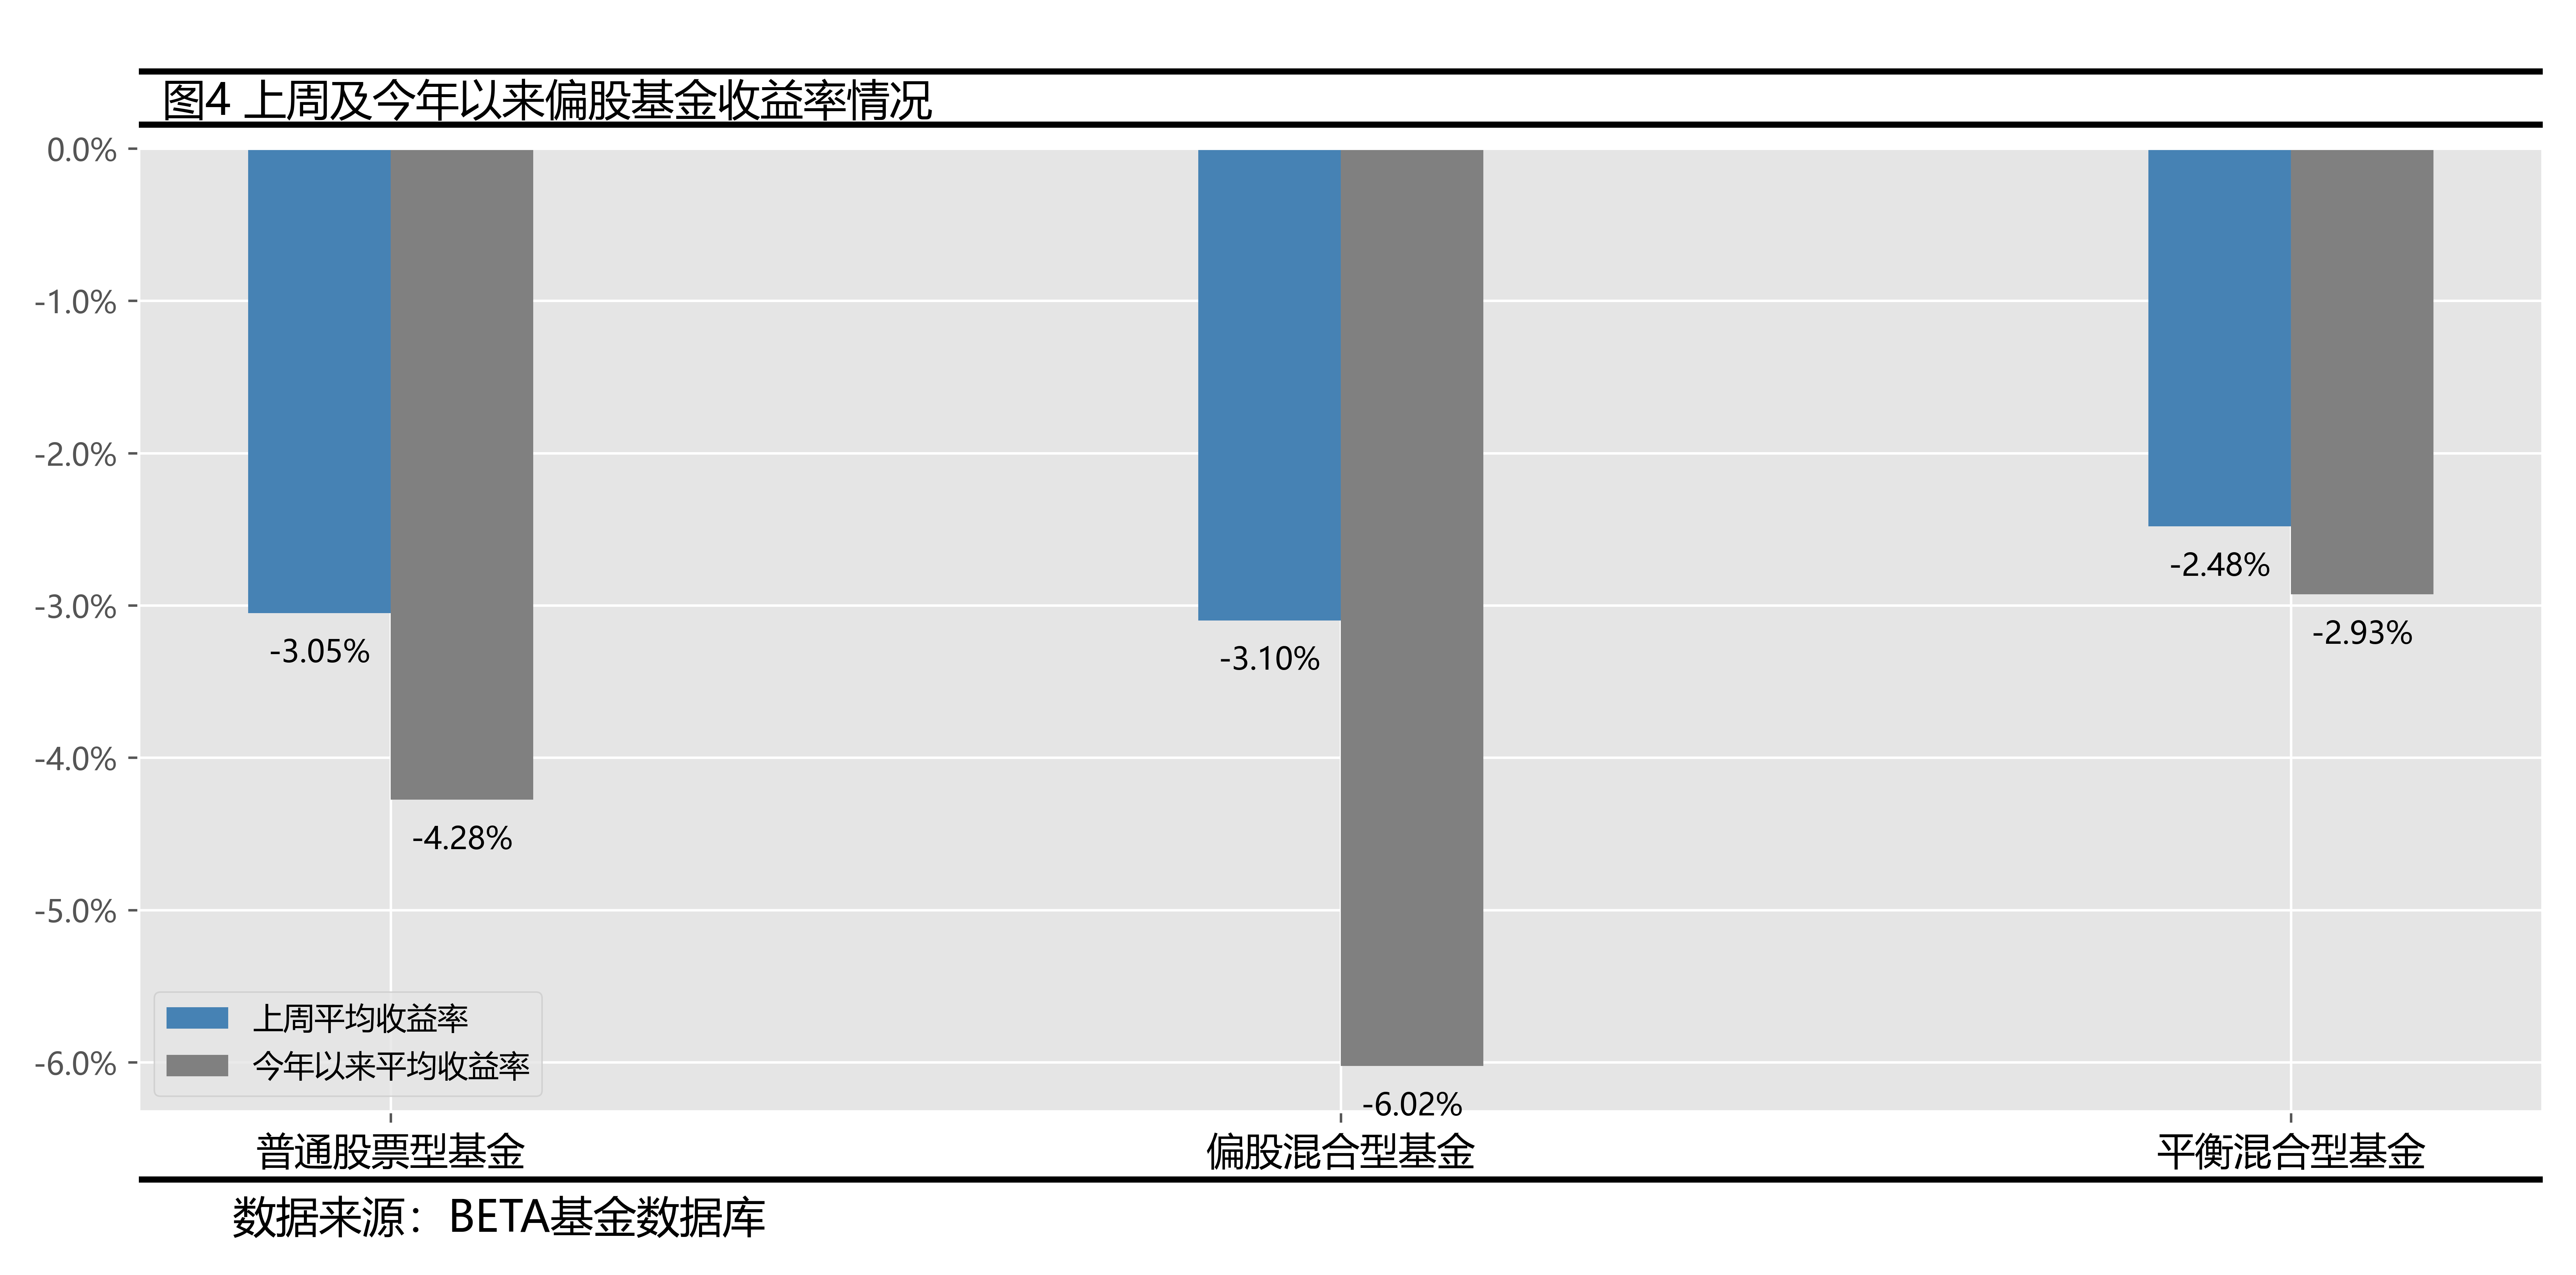 图4 上周及今年以来偏股基金收益率情况
0.0%
-1.0%
-2.0%
-3.0%
-4.0%
-5.0%
-6.0%
-3.05%
-4.28%
-3.10%
-6.02%
-2.48%
-2.93%
上周平均收益率
今年以来平均收益率
普通股票型基金
偏股混合型基金
平衡混合型基金
数据来源：BETA基金数据库